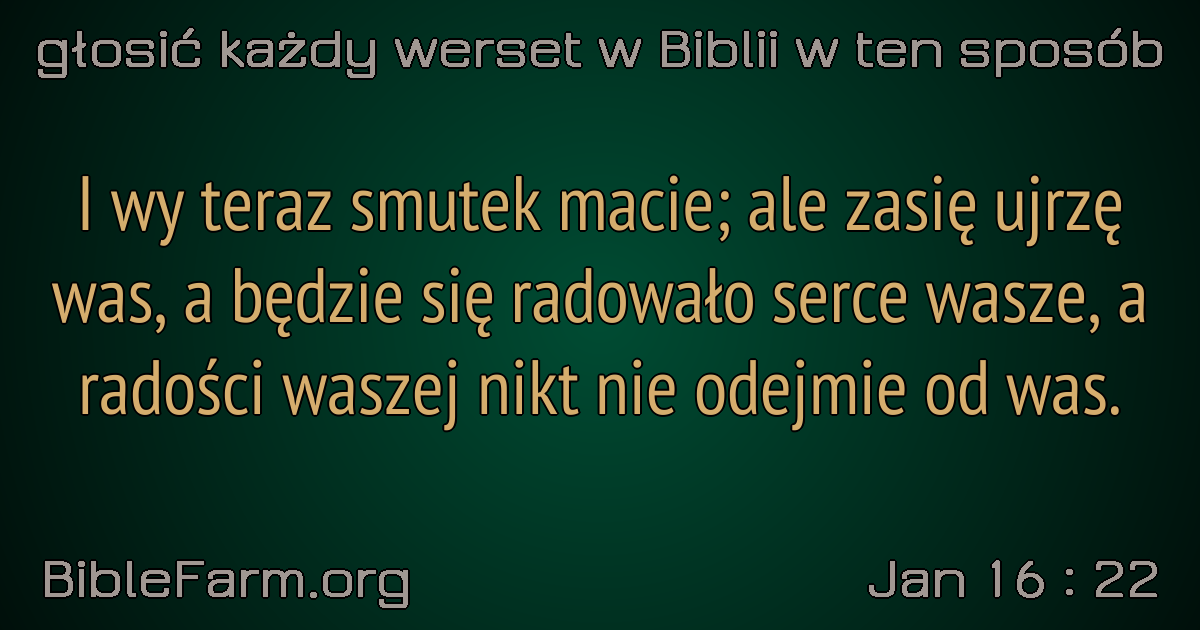 głosić każdy werset w Biblii w ten sposób
I wy teraz smutek macie; ale zasię ujrzę
was, a będzie się radowało serce wasze, a
radości waszej nikt nie odejmie od was.
BibleFarm.org
Jan 16 : 22